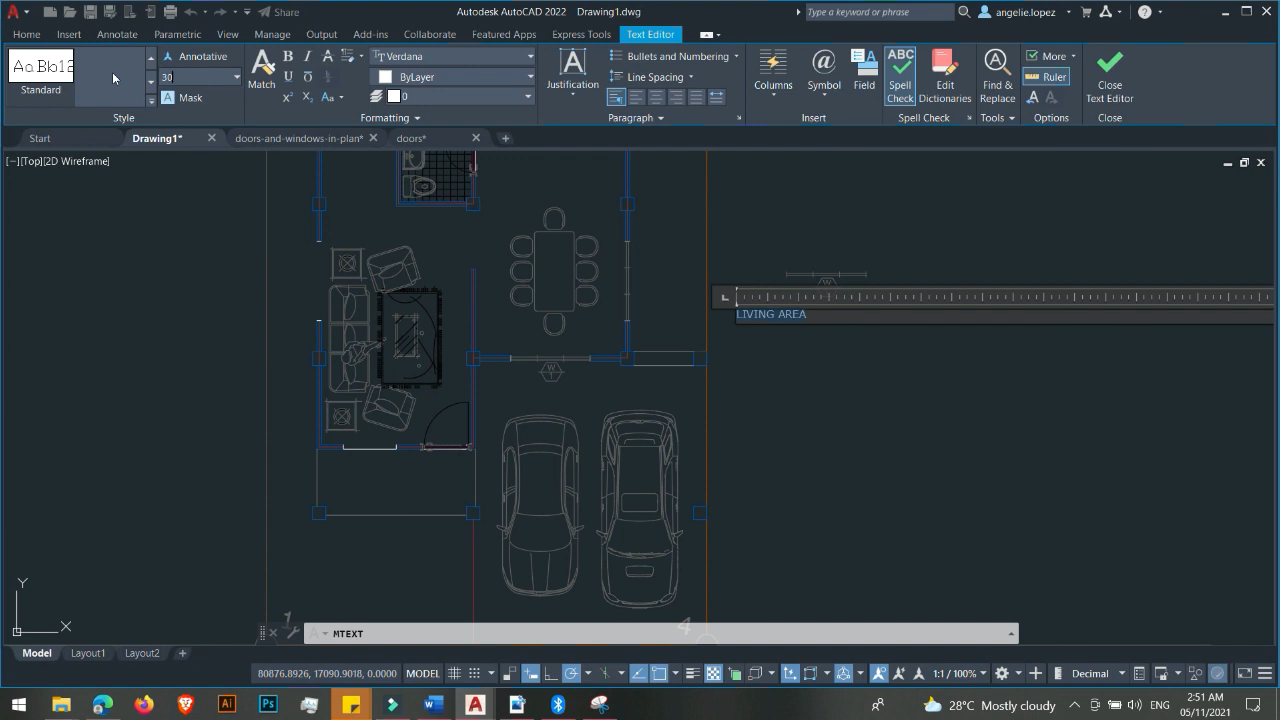 Share
Autodesk AutoCAD 2022 Drawing1.dwg
Type a keyword or phrase
angelie.lopez
Home Insert Annotate Parametric View Manage Output Add-ins Collaborate Featured Apps Express Tools Text Editor
AaBb12
Standard
Annotative
30
Mask
Style
Match
Verdana
ByLayer
0
Formatting
Justification
Bullets and Numbering
Line Spacing
Paragraph
Columns
Symbol
Field
Insert
ABC
Spell
Check
Edit
Dictionaries
Spell Check
Find &
Replace
Tools
More
Ruler
Options
Close
Text Editor
Close
Start Drawing1* doors-and-windows-in-plan* doors*
[−][Top][2D Wireframe]
W
LIVING AREA
W
1
Y
X
1
4
MTEXT
Model Layout1 Layout2
80876.8926, 17090.9018, 0.0000 MODEL 1:1 / 100% Decimal
28°C Mostly cloudy
ENG
2:51 AM
05/11/2021